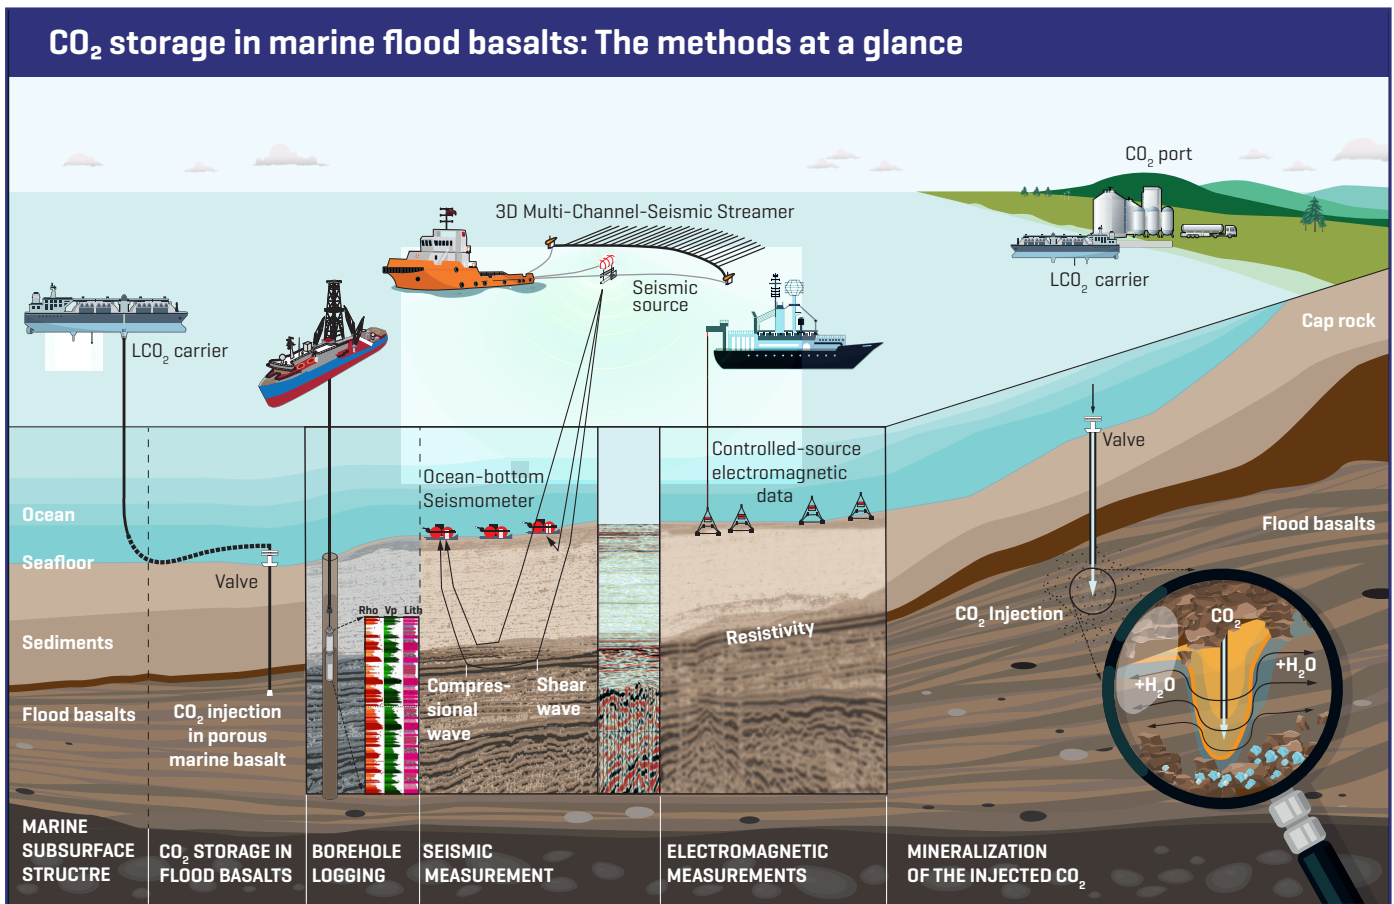 CO₂ storage in marine flood basalts: The methods at a glance
CO₂ port
3D Multi-Channel-Seismic Streamer
Seismic
source
LCO₂ carrier
LCO₂ carrier
Cap rock
Valve
Controlled-source
electromagnetic
data
Ocean-bottom
Seismometer
Ocean
Seafloor
Valve
Flood basalts
Rho Vp Lith
CO₂ Injection
CO₂
+H₂O
+H₂O
Sediments
Resistivity
Compres-
sional
wave
Shear
wave
Flood basalts
CO₂ injection
in porous
marine basalt
MARINE
SUBSURFACE
STRUCTRE
CO₂ STORAGE IN
FLOOD BASALTS
BOREHOLE
LOGGING
SEISMIC
MEASUREMENT
ELECTROMAGNETIC
MEASUREMENTS
MINERALIZATION
OF THE INJECTED CO₂